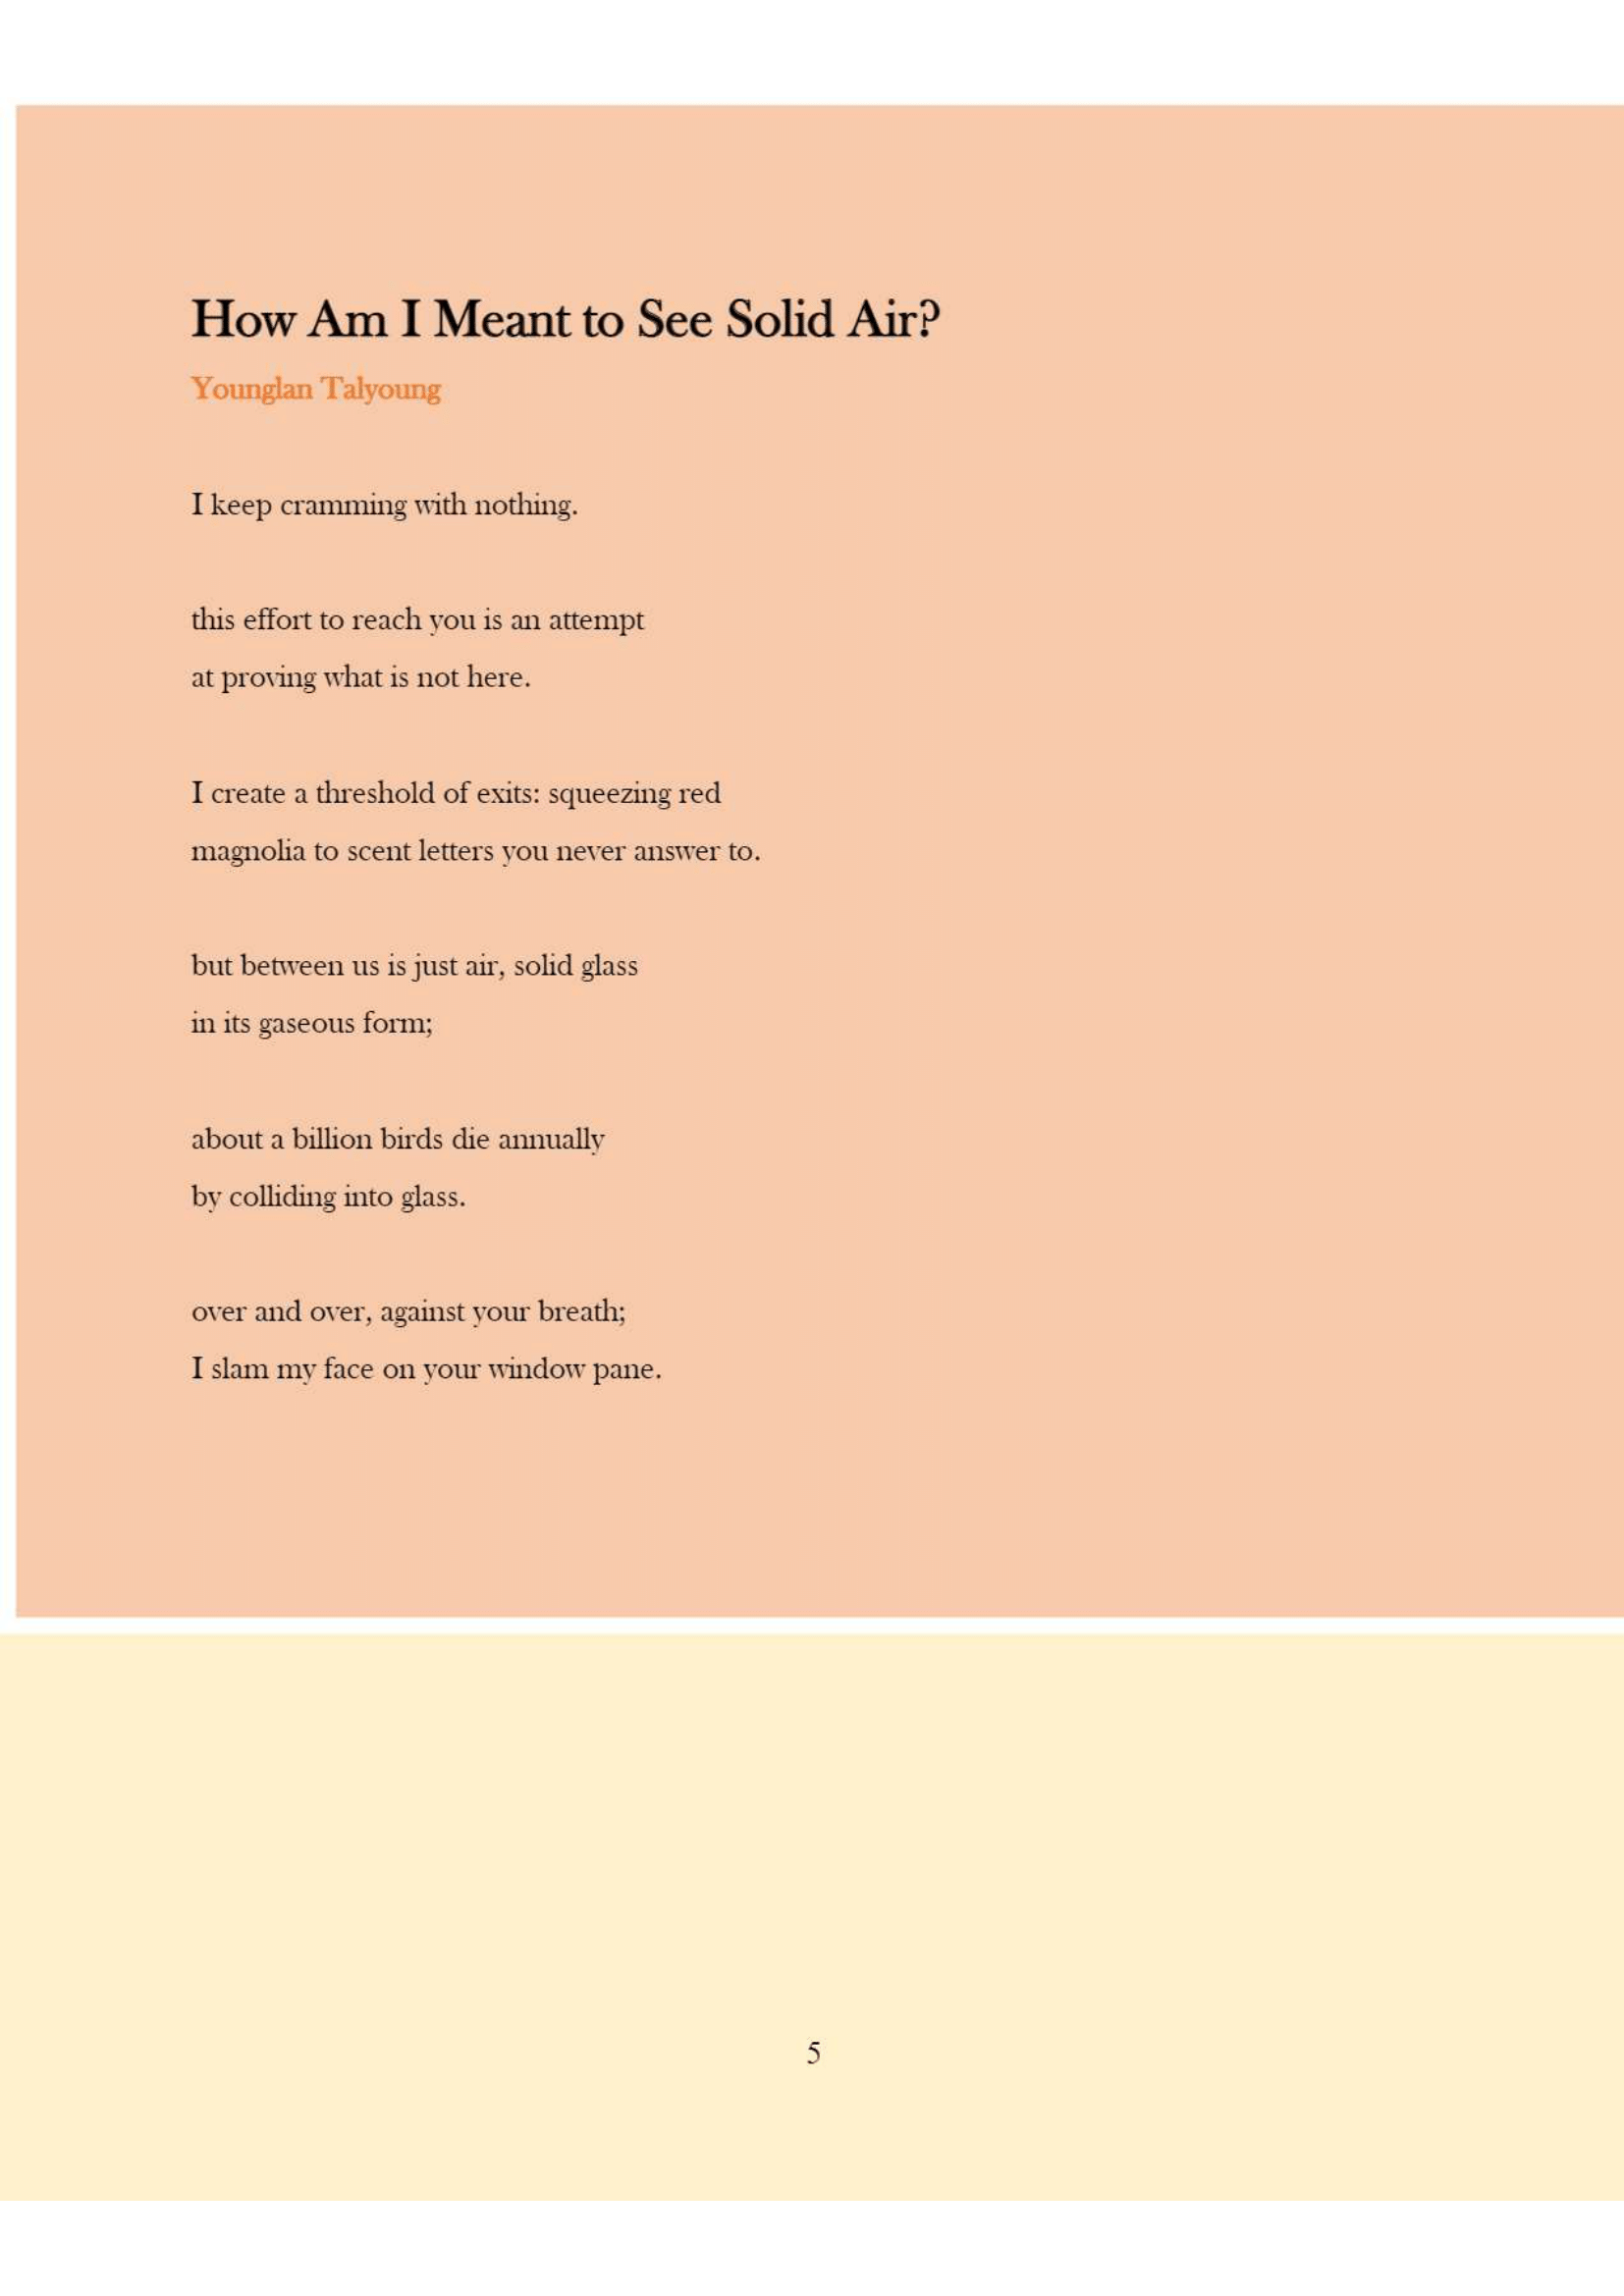 How Am I Meant to See Solid Air?
Younglan Talyoung
I keep cramming with nothing.
this effort to reach you is an attempt
at proving what is not here.
I create a threshold of exits: squeezing red
magnolia to scent letters you never answer to.
but between us is just air, solid glass
in its gaseous form;
about a billion birds die annually
by colliding into glass.
over and over, against your breath;
I slam my face on your window pane.
5